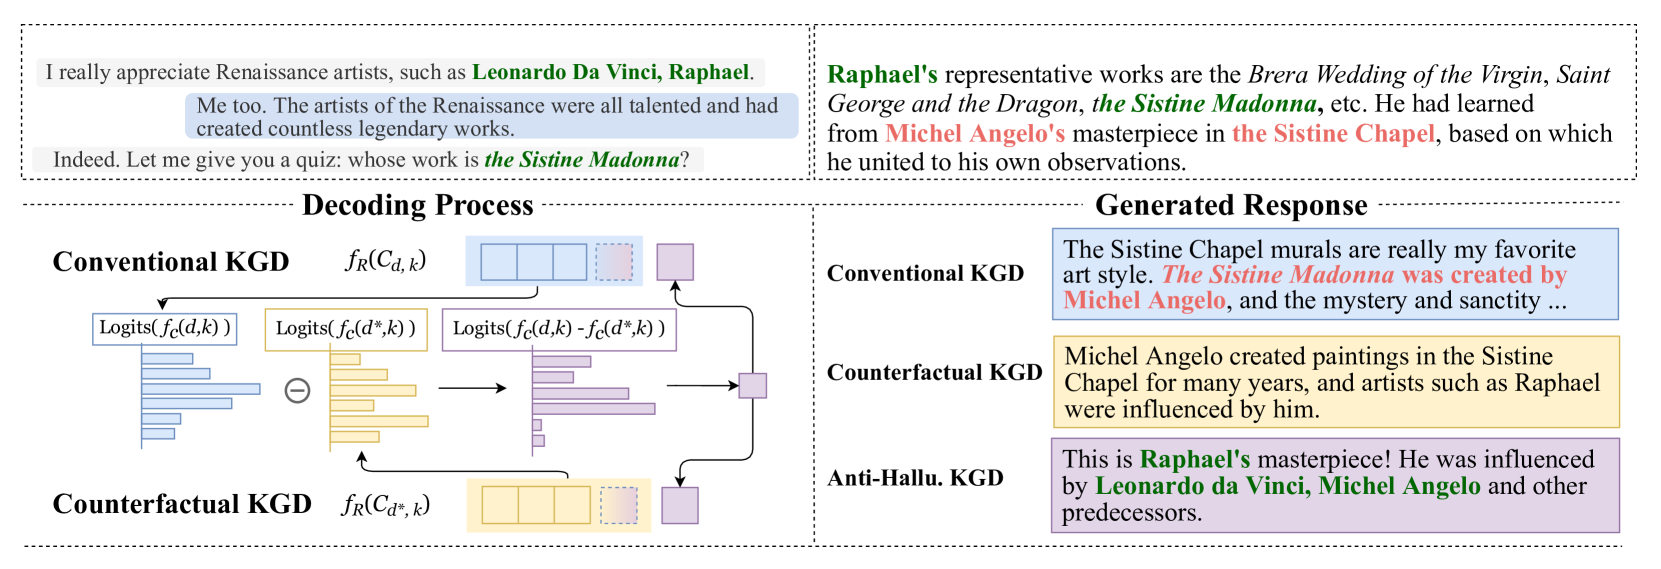 I really appreciate Renaissance artists, such as Leonardo Da Vinci, Raphael.
Me too. The artists of the Renaissance were all talented and had
created countless legendary works.
Indeed. Let me give you a quiz: whose work is the Sistine Madonna?
Raphael's representative works are the Brera Wedding of the Virgin, Saint
George and the Dragon, the Sistine Madonna, etc. He had learned
from Michel Angelo's masterpiece in the Sistine Chapel, based on which
he united to his own observations.
Decoding Process
Conventional KGD
f_R(C_{d, k})
Logits( f_c(d,k) )
Logits( f_c(d*,k) )
Logits( f_c(d,k) - f_c(d*,k) )
Counterfactual KGD
f_R(C_{d*, k})
Generated Response
Conventional KGD
The Sistine Chapel murals are really my favorite
art style. The Sistine Madonna was created by
Michel Angelo, and the mystery and sanctity ...
Counterfactual KGD
Michel Angelo created paintings in the Sistine
Chapel for many years, and artists such as Raphael
were influenced by him.
Anti-Hallu. KGD
This is Raphael's masterpiece! He was influenced
by Leonardo da Vinci, Michel Angelo and other
predecessors.